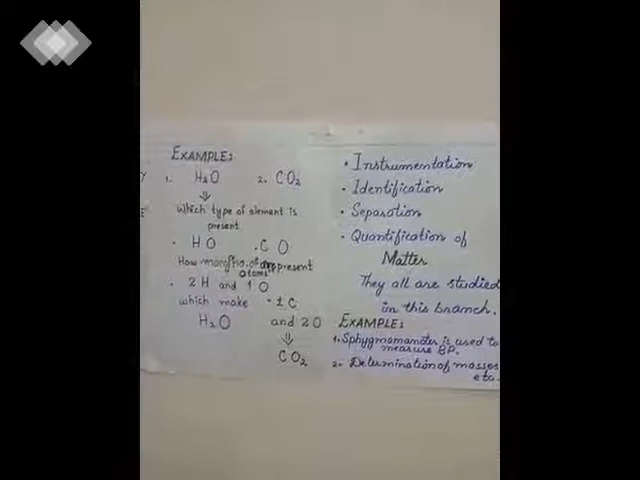 EXAMPLE:
1. H₂O 2. CO₂
⇓
Which type of element is
present
• H O • C O
How many no. of are present
atoms
• 2 H and 1 O
which make • 1 C
H₂O and 2 O
⇓
CO₂
• Instrumentation
• Identification
• Separation
• Quantification of
Matter
They all are studied
in this branch.
EXAMPLE:
1. Sphygmomanoter is used to
measure BP.
2. Determination of masses
etc.